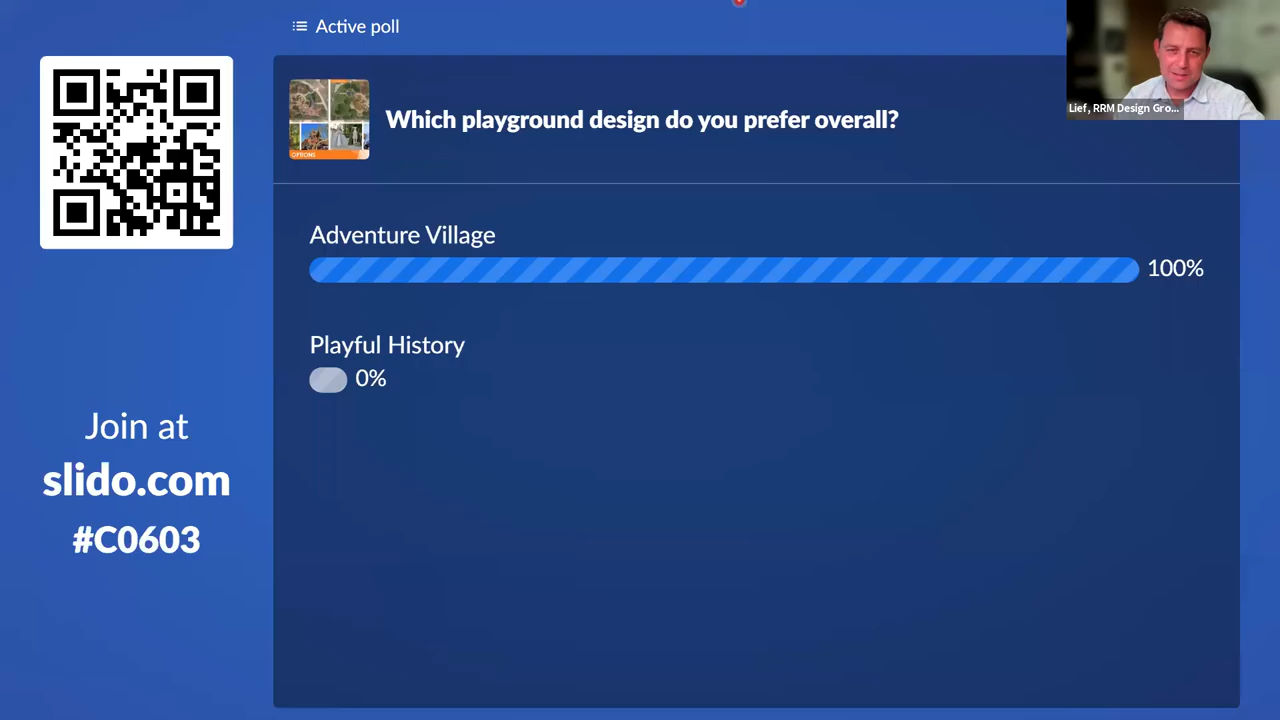 Active poll
Lief, RRM Design Gro...
Which playground design do you prefer overall?
OPTIONS
Adventure Village
100%
Playful History
0%
Join at
slido.com
#C0603